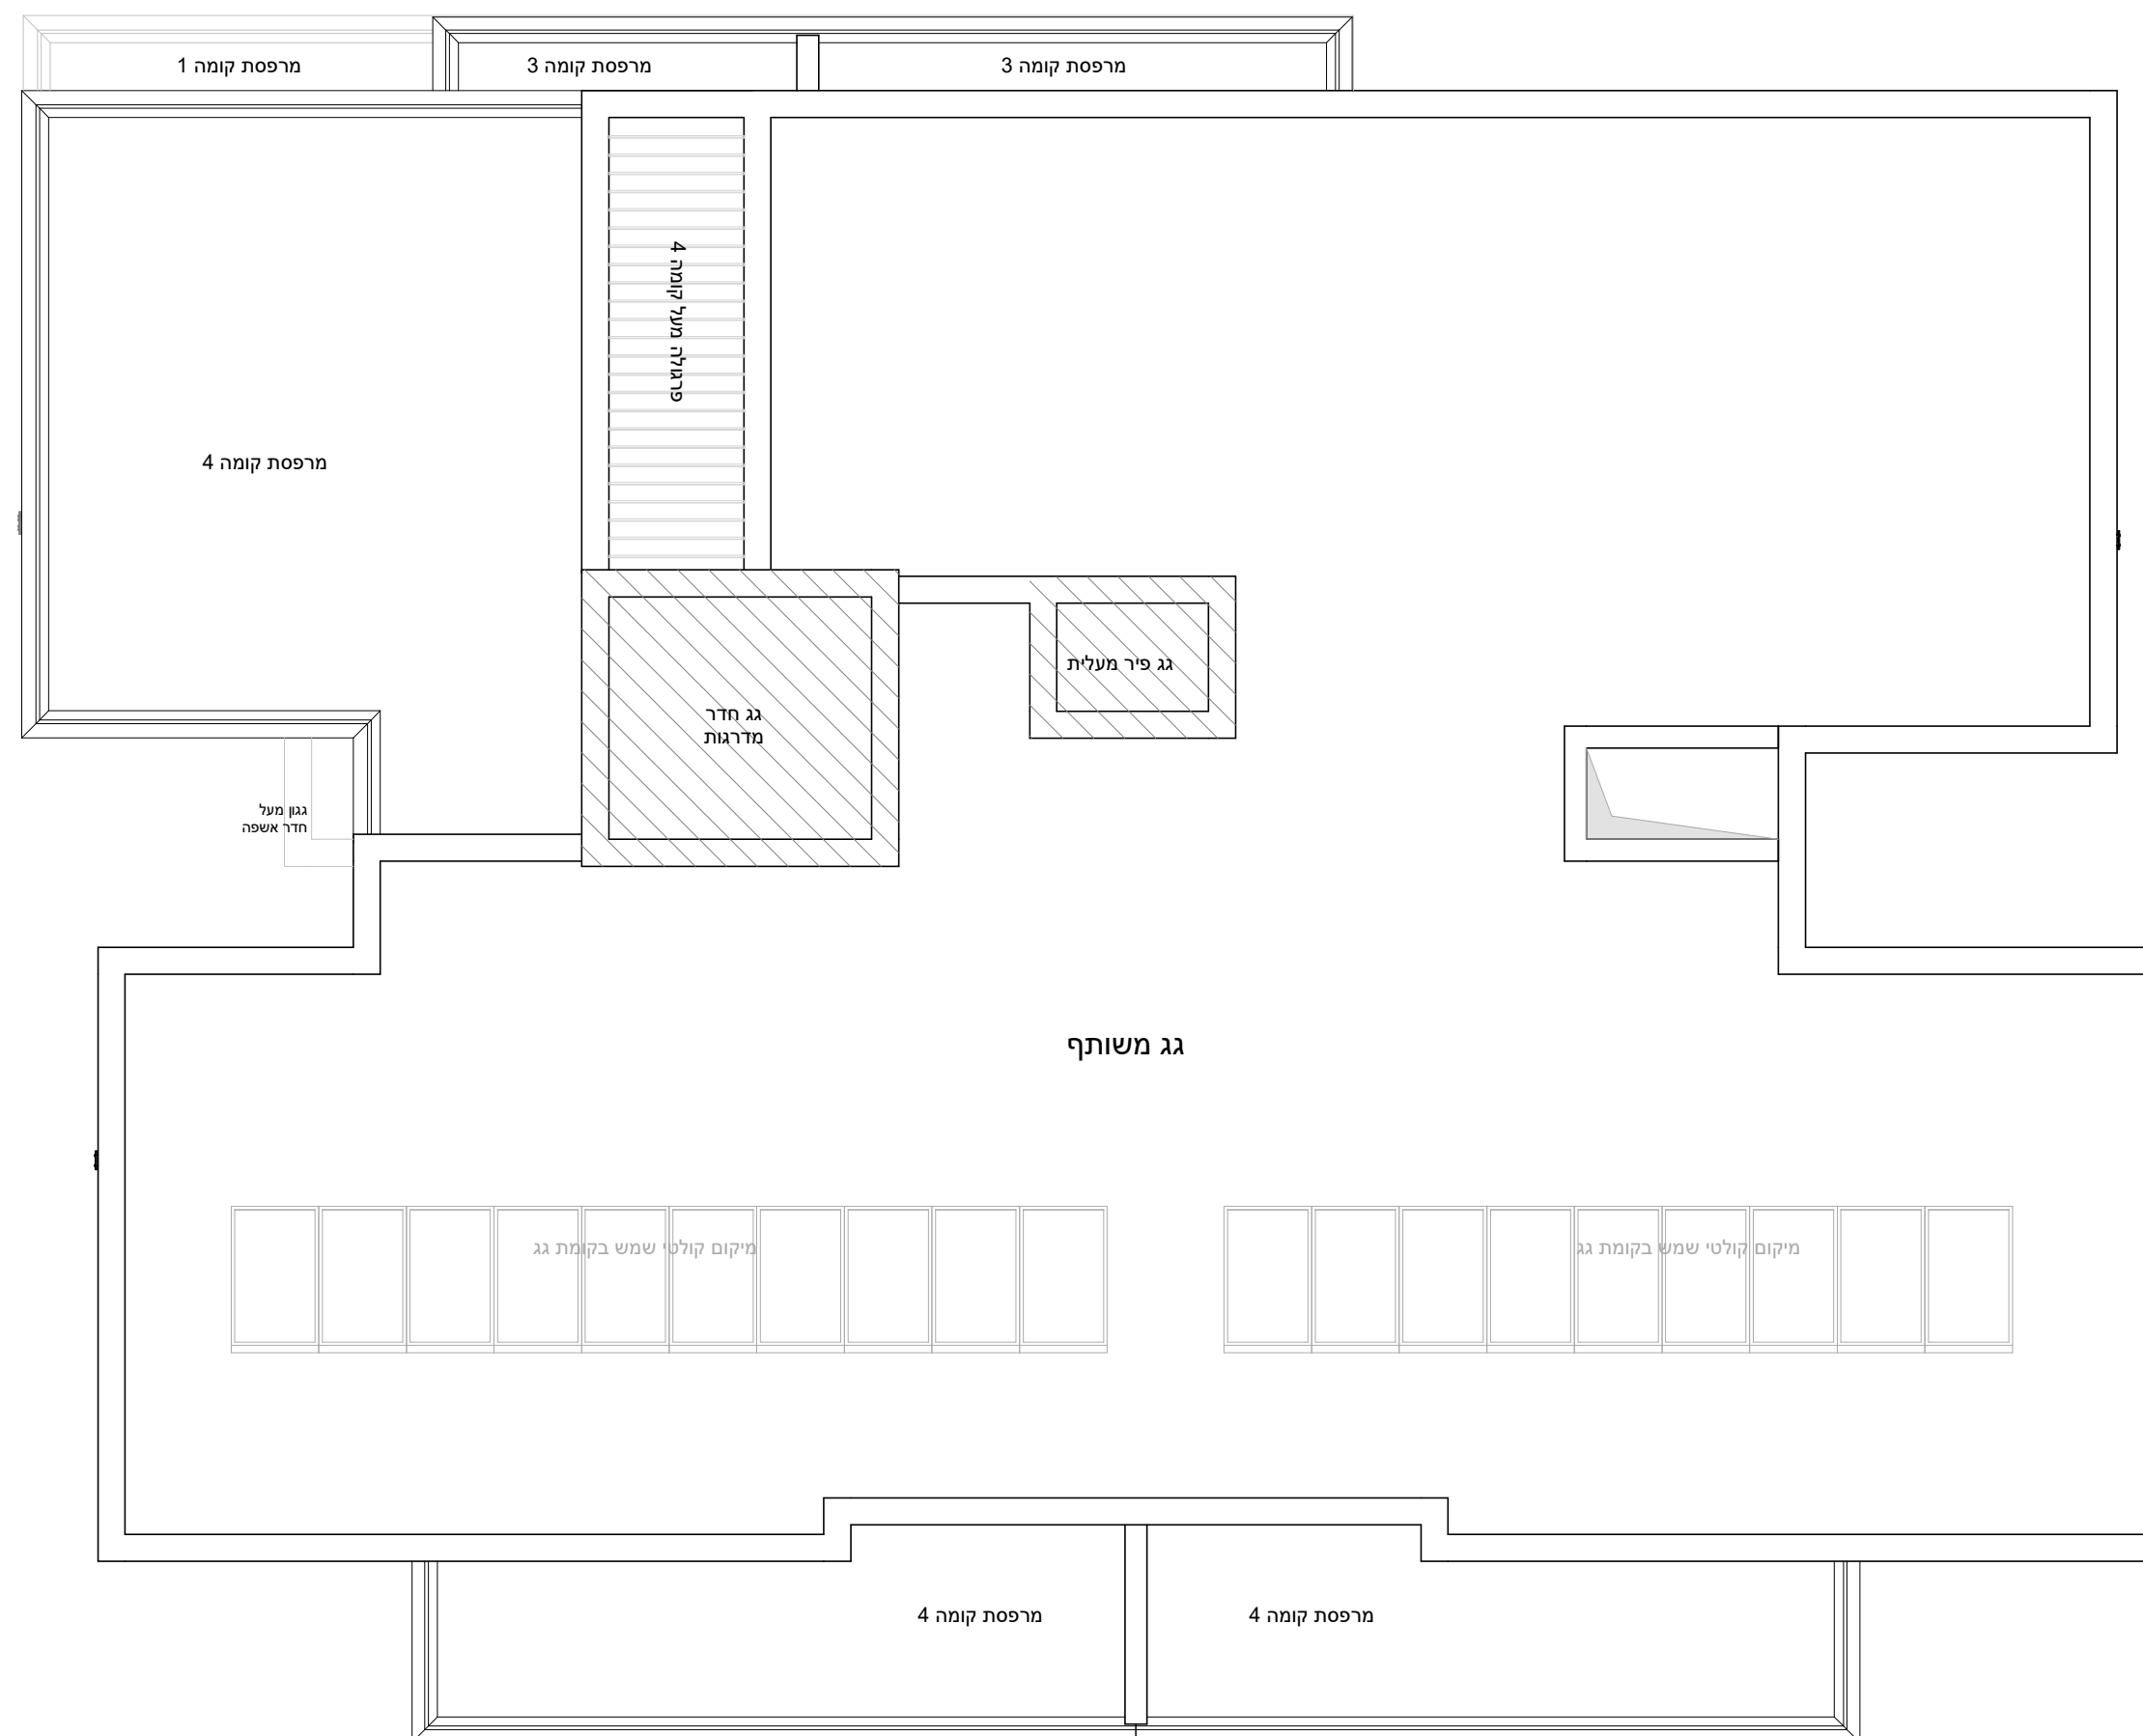 מרפסת קומה 3
מרפסת קומה 3
מרפסת קומה 1
פרגולה מעל קומה 4
מרפסת קומה 4
גג פיר מעלית
גג חדר
מדרגות
גגון מעל
חדר אשפה
גג משותף
מיקום קולטי שמש בקומת גג
מיקום קולטי שמש בקומת גג
מרפסת קומה 4
מרפסת קומה 4